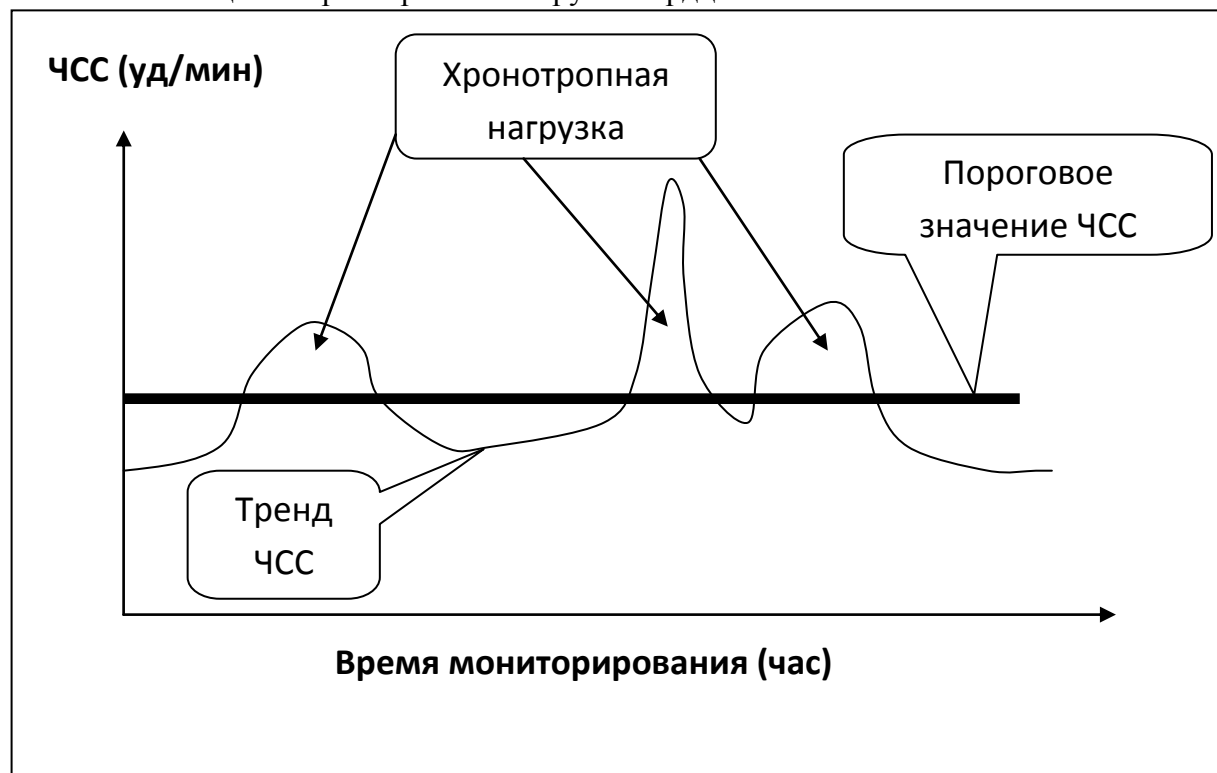 ЧСС (уд/мин)
Хронотропная
нагрузка
Пороговое
значение ЧСС
Тренд
ЧСС
Время мониторирования (час)